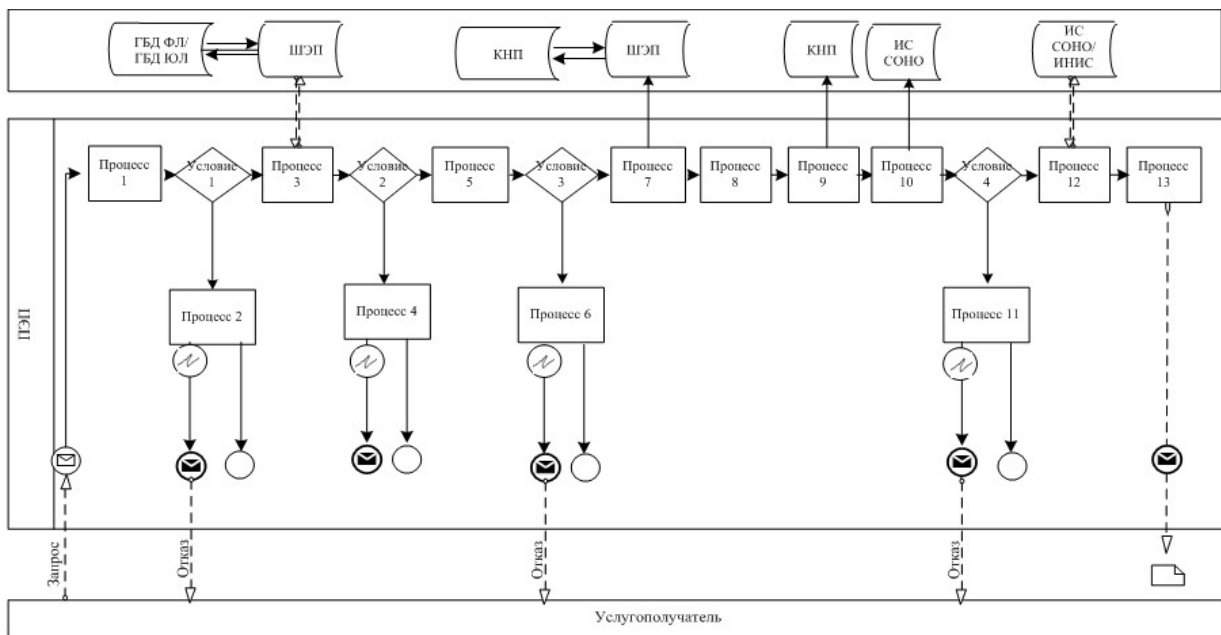 ГБД ФЛ/
ГБД ЮЛ
ШЭП
КНП
ШЭП
КНП
ИС
СОНО
ИС
СОНО/
ИНИС
Процесс
1
Условие
1
Процесс
3
Условие
2
Процесс
5
Условие
3
Процесс
7
Процесс
8
Процесс
9
Процесс
10
Условие
4
Процесс
12
Процесс
13
Процесс 2
Процесс 4
Процесс 6
Процесс 11
ПЭП
Запрос
Отказ
Отказ
Отказ
Услугополучатель